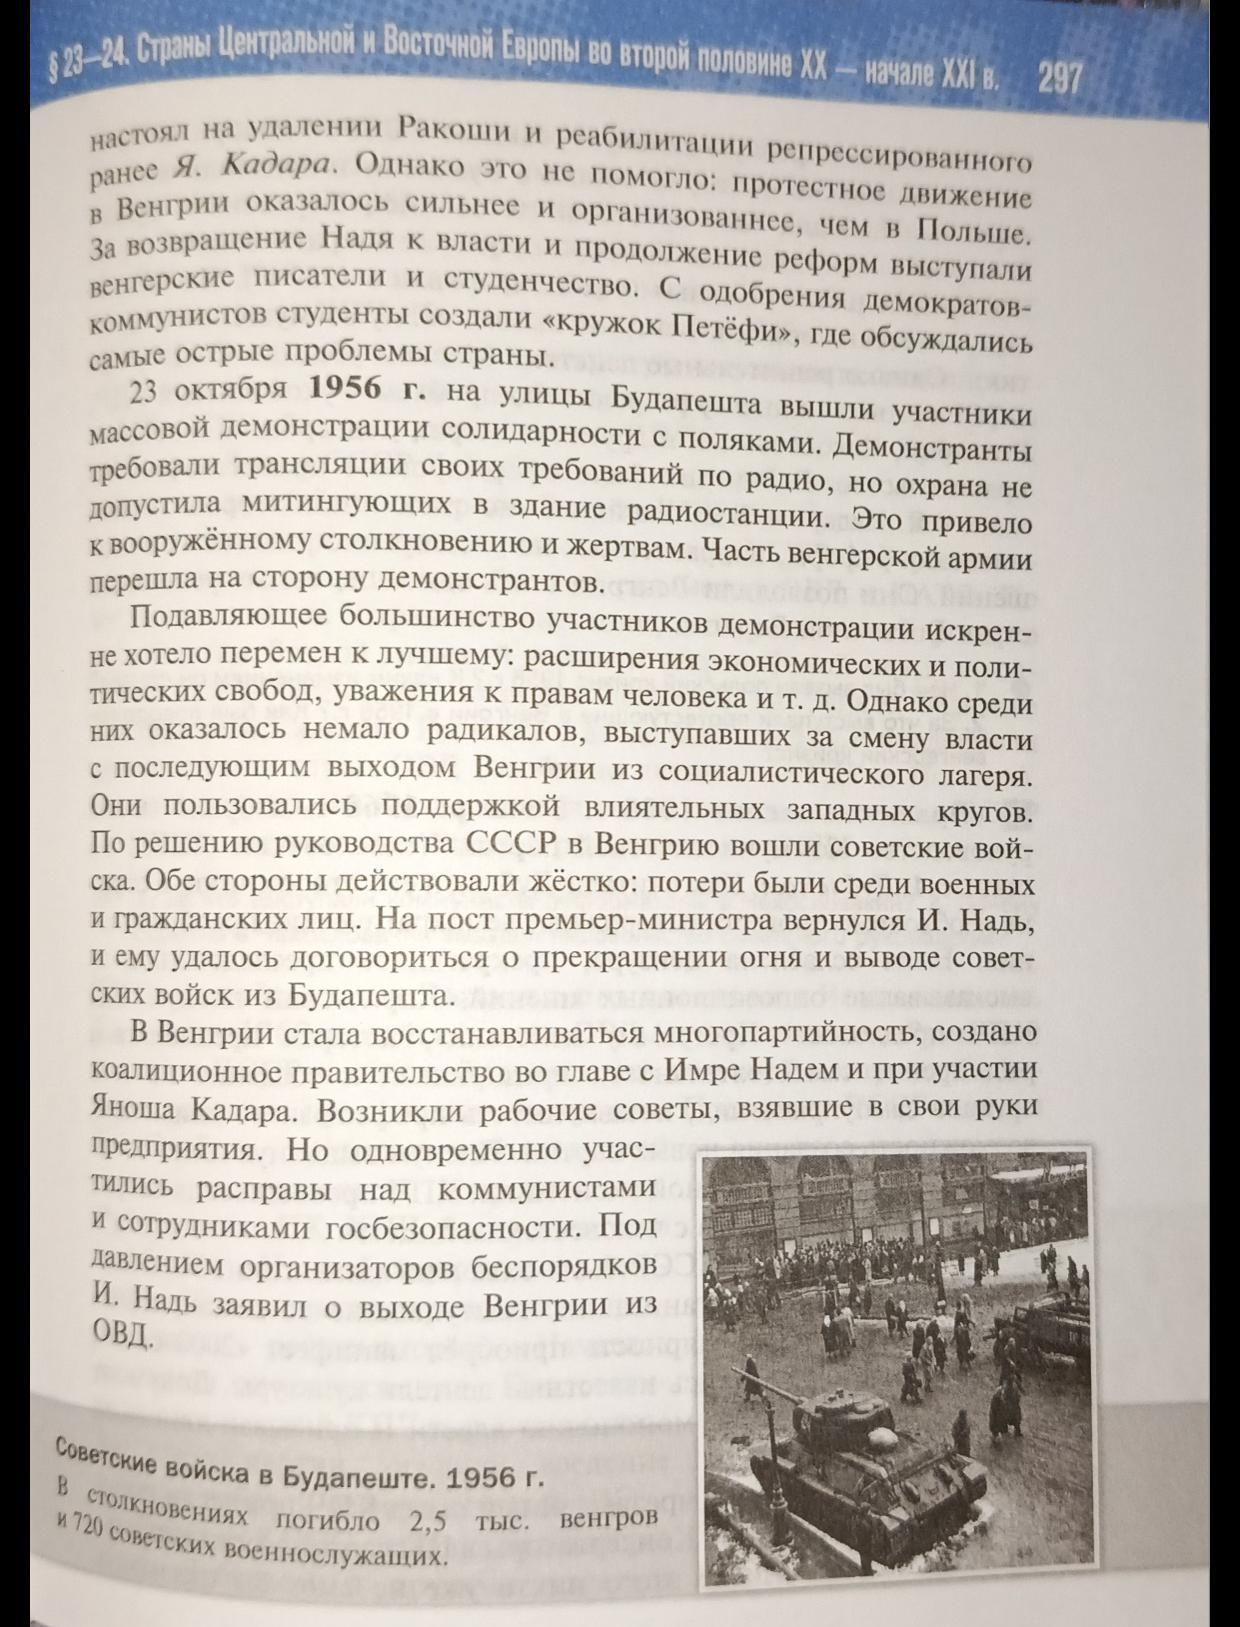 § 23–24. Страны Центральной и Восточной Европы во второй половине XX — начале XXI в. 297
настоял на удалении Ракоши и реабилитации репрессированного
ранее Я. Кадара. Однако это не помогло: протестное движение
в Венгрии оказалось сильнее и организованнее, чем в Польше.
За возвращение Надя к власти и продолжение реформ выступали
венгерские писатели и студенчество. С одобрения демократов-
коммунистов студенты создали «кружок Петёфи», где обсуждались
самые острые проблемы страны.
23 октября 1956 г. на улицы Будапешта вышли участники
массовой демонстрации солидарности с поляками. Демонстранты
требовали трансляции своих требований по радио, но охрана не
допустила митингующих в здание радиостанции. Это привело
к вооружённому столкновению и жертвам. Часть венгерской армии
перешла на сторону демонстрантов.
Подавляющее большинство участников демонстрации искрен-
не хотело перемен к лучшему: расширения экономических и поли-
тических свобод, уважения к правам человека и т. д. Однако среди
них оказалось немало радикалов, выступавших за смену власти
с последующим выходом Венгрии из социалистического лагеря.
Они пользовались поддержкой влиятельных западных кругов.
По решению руководства СССР в Венгрию вошли советские вой-
ска. Обе стороны действовали жёстко: потери были среди военных
и гражданских лиц. На пост премьер-министра вернулся И. Надь,
и ему удалось договориться о прекращении огня и выводе совет-
ских войск из Будапешта.
В Венгрии стала восстанавливаться многопартийность, создано
коалиционное правительство во главе с Имре Надем и при участии
Яноша Кадара. Возникли рабочие советы, взявшие в свои руки
предприятия. Но одновременно учас-
тились расправы над коммунистами
и сотрудниками госбезопасности. Под
давлением организаторов беспорядков
И. Надь заявил о выходе Венгрии из
ОВД.
Советские войска в Будапеште. 1956 г.
В столкновениях погибло 2,5 тыс. венгров
и 720 советских военнослужащих.